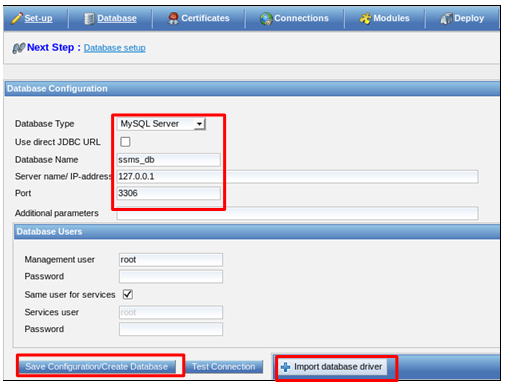 Set-up Database Certificates Connections Modules Deploy
Next Step : Database setup
Database Configuration
Database Type MySQL Server
Use direct JDBC URL
Database Name ssms_db
Server name/ IP-address 127.0.0.1
Port 3306
Additional parameters
Database Users
Management user root
Password
Same user for services
Services user root
Password
Save Configuration/Create Database Test Connection Import database driver